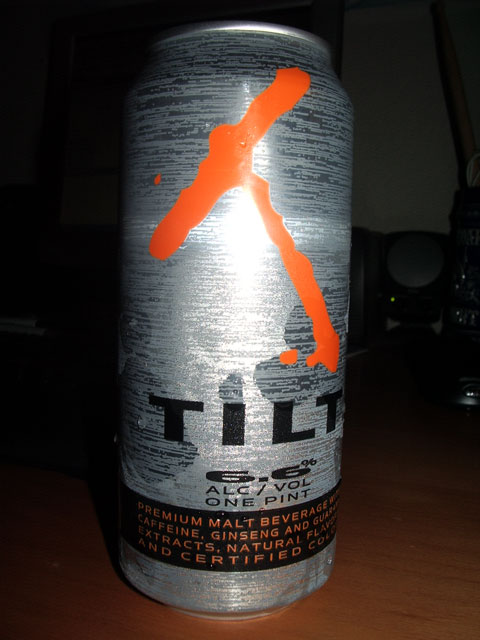 TILT
6.6%
ALC/VOL
ONE PINT
PREMIUM MALT BEVERAGE
CAFFEINE, GINSENG AND
EXTRACTS, NATURAL
AND CERTIFIED